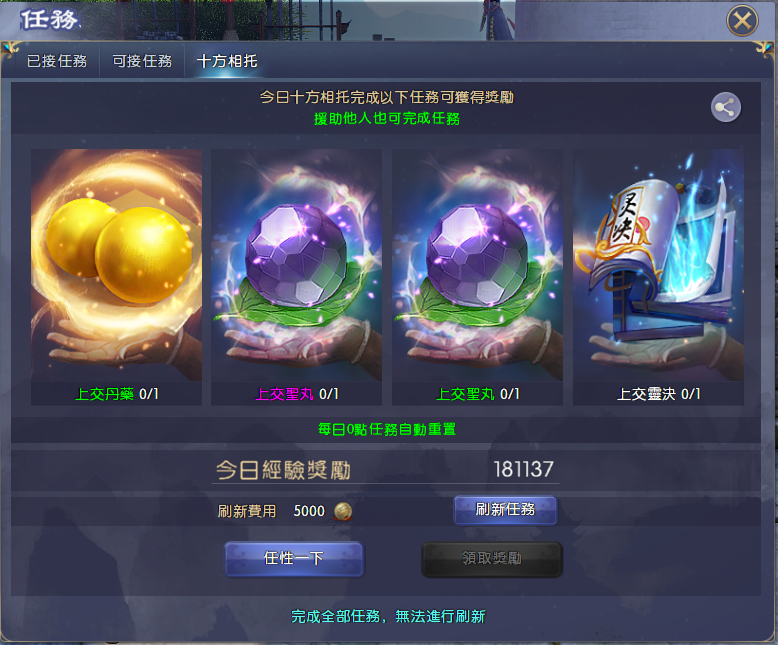 任務
已接任務 可接任務 十方相托
今日十方相托完成以下任務可獲得獎勵
援助他人也可完成任務
灵决
上交丹藥 0/1 上交聖丸 0/1 上交聖丸 0/1 上交靈決 0/1
每日0點任務自動重置
今日經驗獎勵 181137
刷新費用 5000 刷新任務
任性一下 領取獎勵
完成全部任務，無法進行刷新